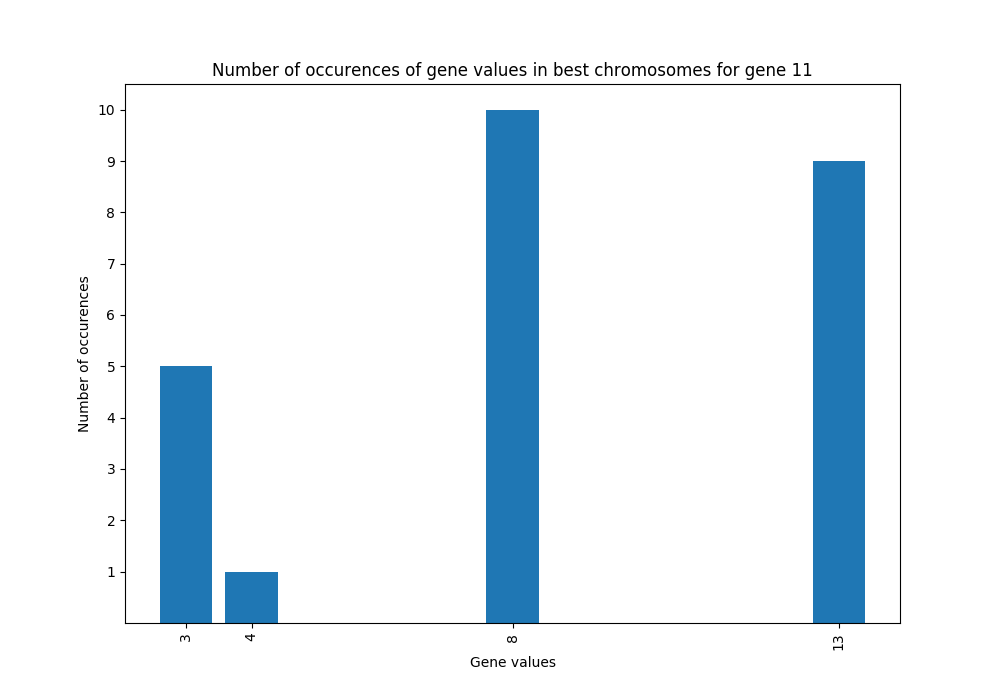 Number of occurences of gene values in best chromosomes for gene 11
10
9
8
7
6
5
4
3
2
1
Number of occurences
3 4 8 13
Gene values